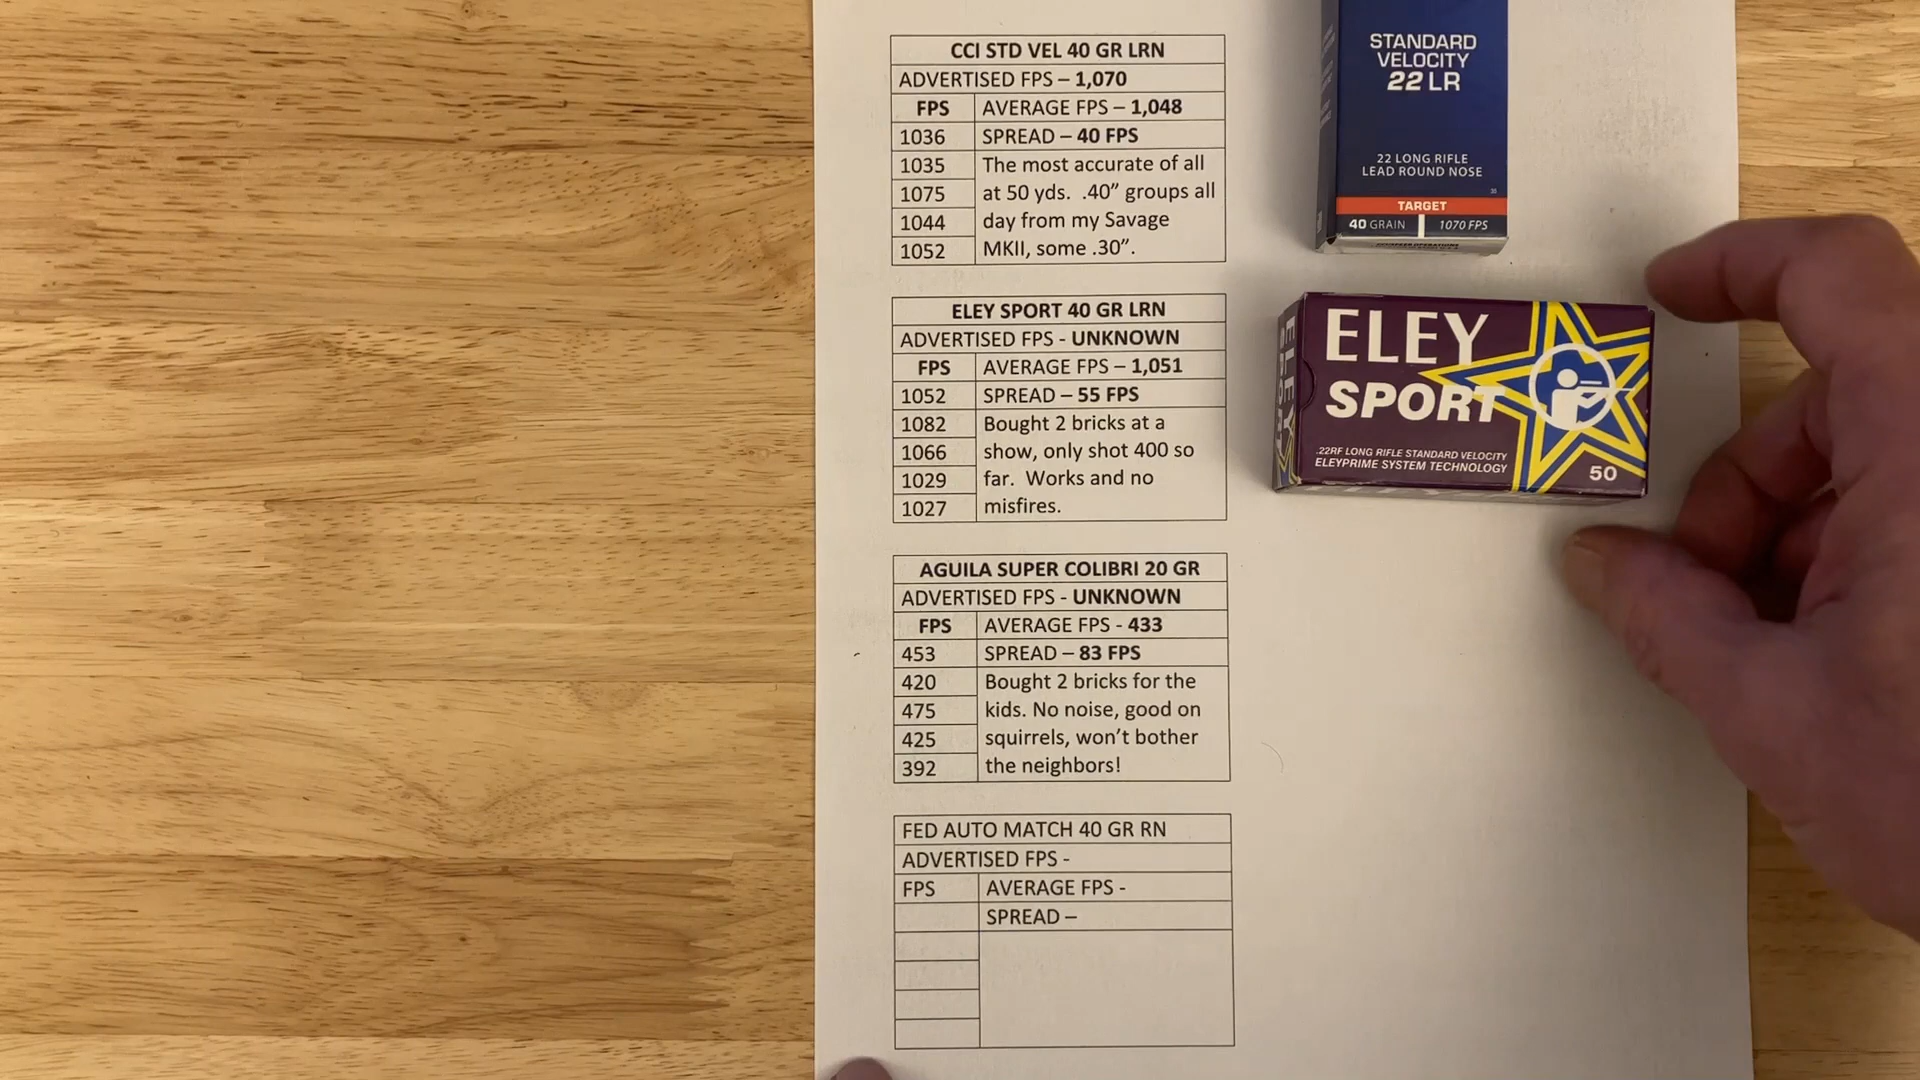 CCI STD VEL 40 GR LRN
ADVERTISED FPS – 1,070
FPS AVERAGE FPS – 1,048
1036 SPREAD – 40 FPS
1035 The most accurate of all
1075 at 50 yds. .40” groups all
1044 day from my Savage
1052 MKII, some .30”.
ELEY SPORT 40 GR LRN
ADVERTISED FPS - UNKNOWN
FPS AVERAGE FPS – 1,051
1052 SPREAD – 55 FPS
1082 Bought 2 bricks at a
1066 show, only shot 400 so
1029 far. Works and no
1027 misfires.
AGUILA SUPER COLIBRI 20 GR
ADVERTISED FPS - UNKNOWN
FPS AVERAGE FPS - 433
453 SPREAD – 83 FPS
420 Bought 2 bricks for the
475 kids. No noise, good on
425 squirrels, won’t bother
392 the neighbors!
FED AUTO MATCH 40 GR RN
ADVERTISED FPS -
FPS AVERAGE FPS -
SPREAD –
STANDARD
VELOCITY
22 LR
22 LONG RIFLE
LEAD ROUND NOSE
TARGET
40 GRAIN 1070 FPS
ELEY
SPORT
.22RF LONG RIFLE STANDARD VELOCITY
ELEYPRIME SYSTEM TECHNOLOGY
50
ELEY